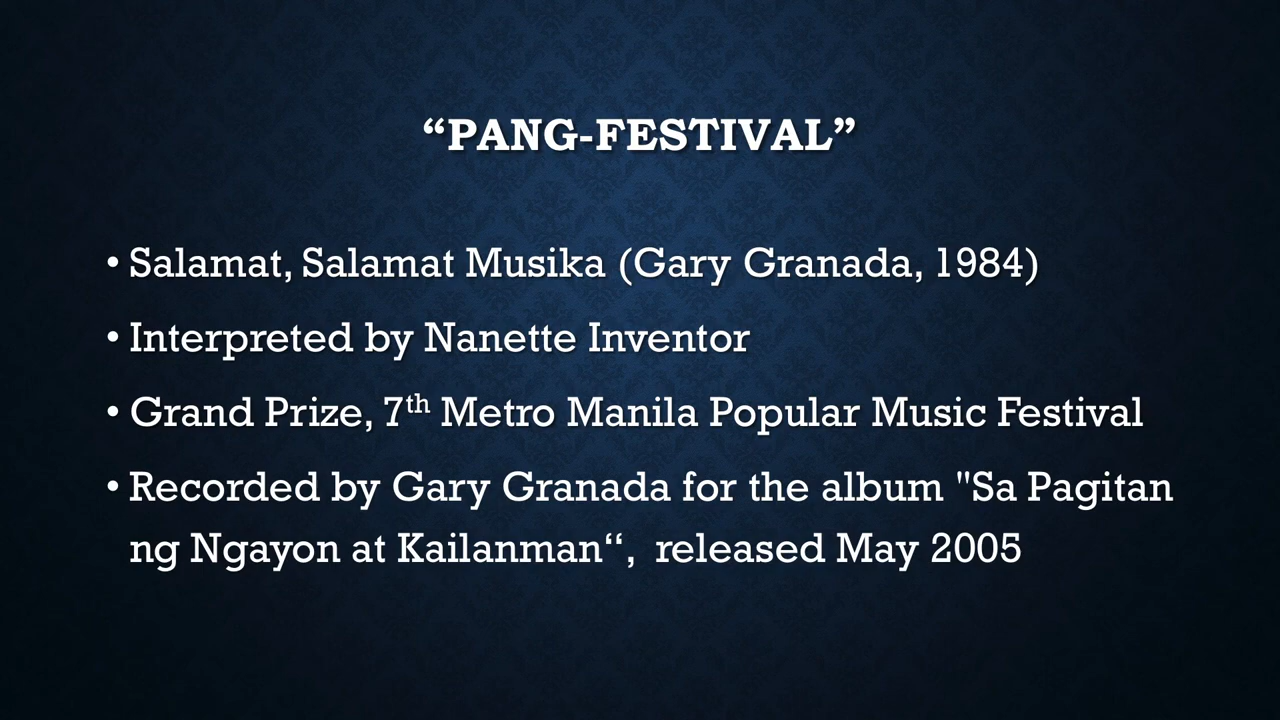 “PANG-FESTIVAL”
• Salamat, Salamat Musika (Gary Granada, 1984)
• Interpreted by Nanette Inventor
• Grand Prize, 7th Metro Manila Popular Music Festival
• Recorded by Gary Granada for the album "Sa Pagitan
ng Ngayon at Kailanman“, released May 2005